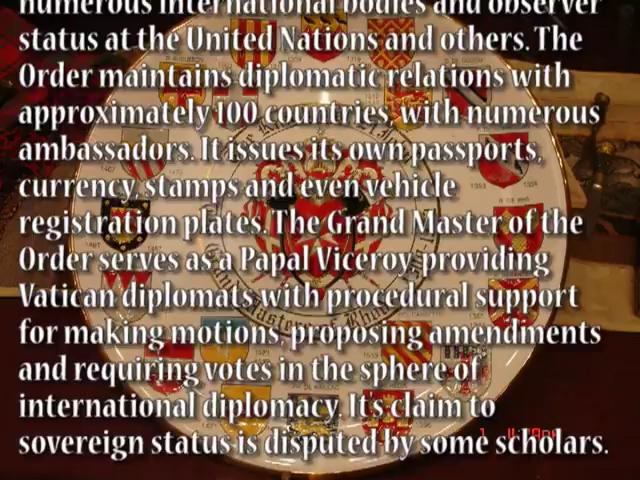 numerous international bodies and observer
status at the United Nations and others. The
Order maintains diplomatic relations with
approximately 100 countries, with numerous
ambassadors. It issues its own passports,
currency, stamps and even vehicle
registration plates. The Grand Master of the
Order serves as a Papal Viceroy, providing
Vatican diplomats with procedural support
for making motions, proposing amendments
and requiring votes in the sphere of
international diplomacy. Its claim to
sovereign status is disputed by some scholars.